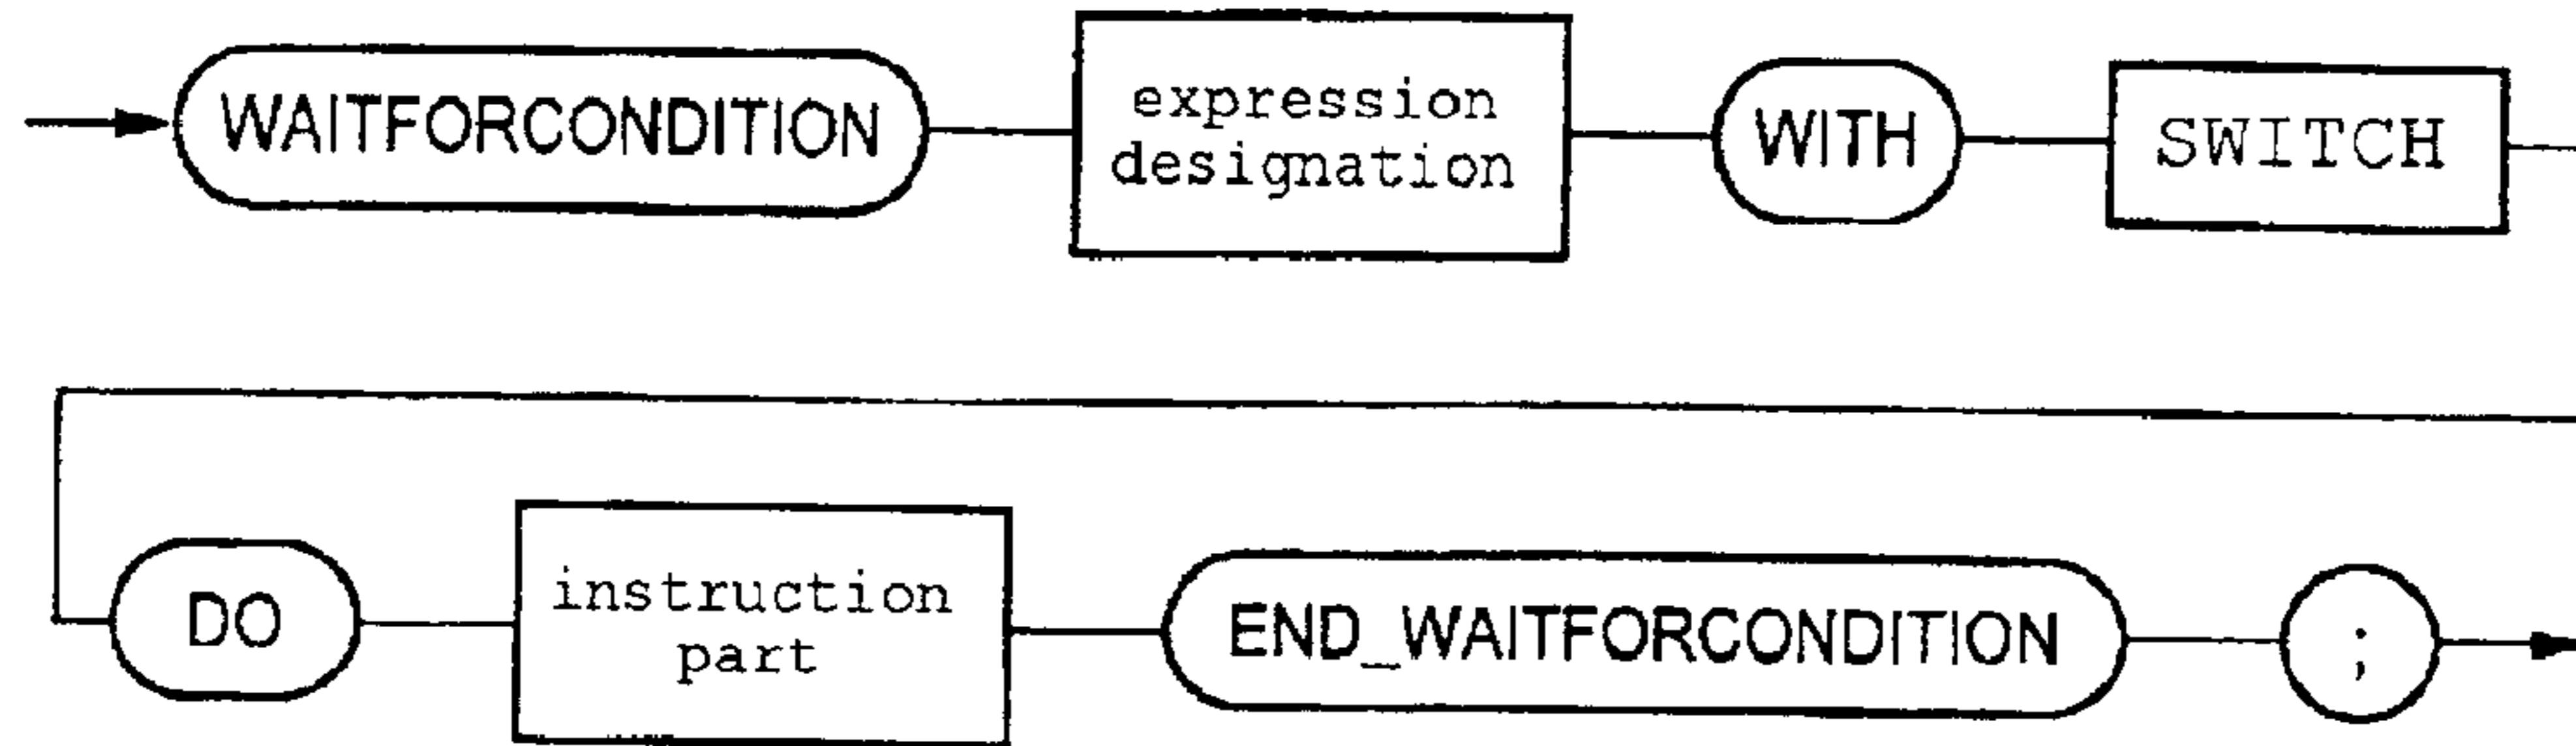 WAITFORCONDITION
expression
designation
WITH
SWITCH
DO
instruction
part
END_WAITFORCONDITION
;